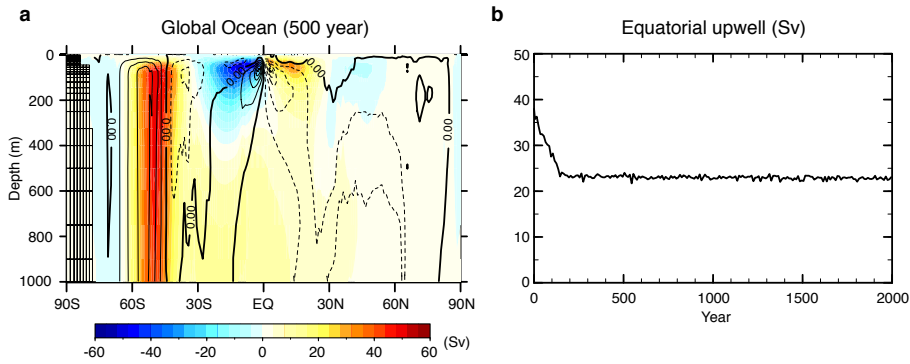 a
Global Ocean (500 year)
0
200
400
600
800
1000
Depth (m)
0.00
0.00
0.00
0.00
0.00
90S 60S 30S EQ 30N 60N 90N
-60 -40 -20 0 20 40 60
(Sv)
b
Equatorial upwell (Sv)
50
40
30
20
10
0
0 500 1000 1500 2000
Year